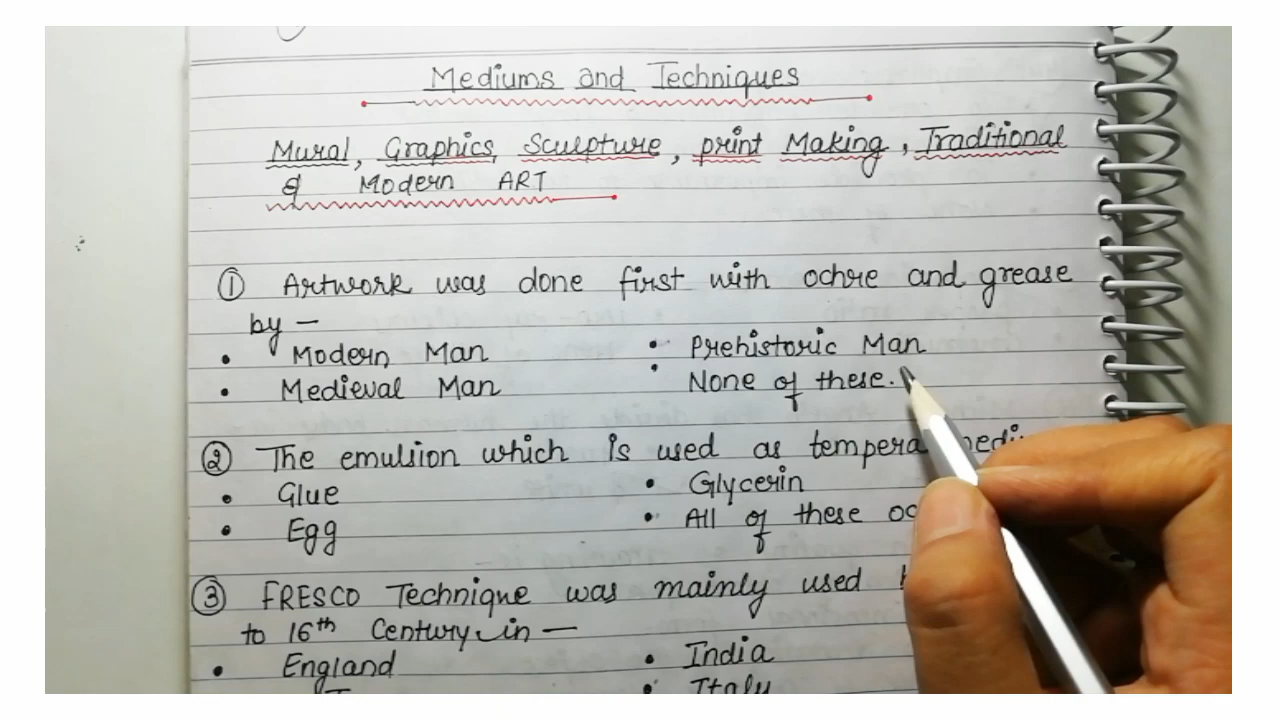 Mediums and Techniques
Mural, Graphics, Sculpture, print Making, Traditional
& Modern ART
① Artwork was done first with ochre and grease
by —
• Modern Man • Prehistoric Man
• Medieval Man • None of these.
② The emulsion which is used as tempera
• Glue • Glycerin
• Egg • All of these
③ FRESCO Technique was mainly used
to 16th Century in —
• England • India
• Italy